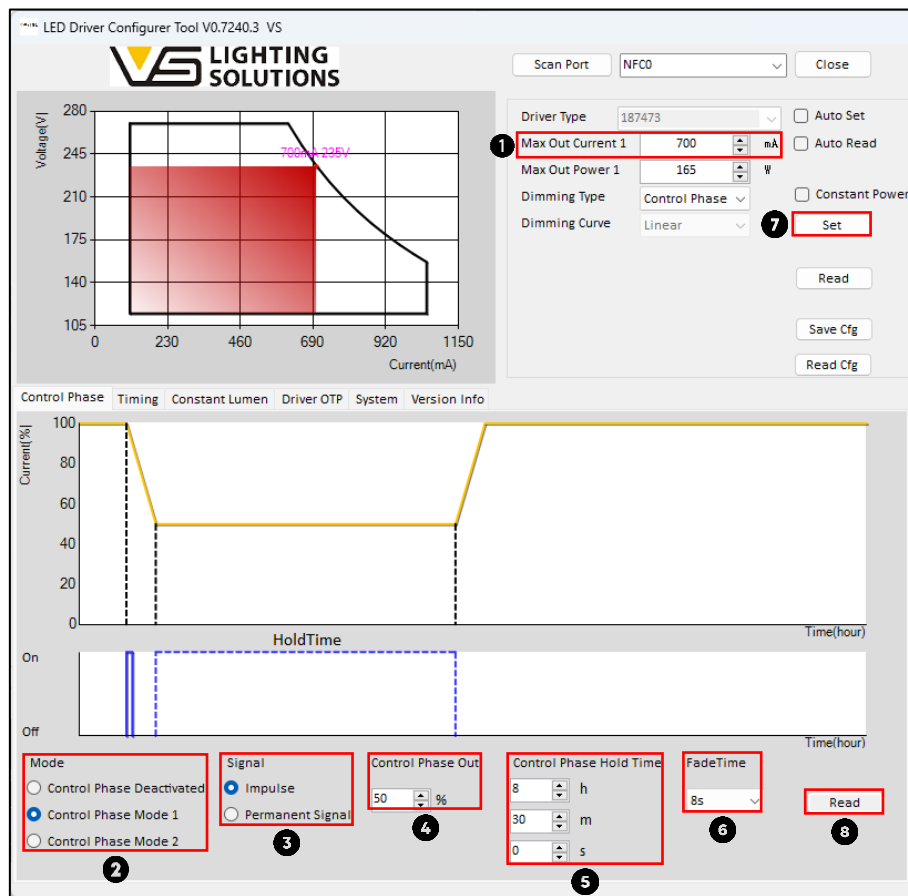 LED Driver Configurer Tool V0.7240.3 VS
VS LIGHTING
SOLUTIONS
Scan Port NFC0 Close
Voltage[V]
280
245
210
175
140
105
700mA 235V
0 230 460 690 920 1150
Current(mA)
Driver Type 187473 Auto Set
1 Max Out Current 1 700 mA Auto Read
Max Out Power 1 165 W
Dimming Type Control Phase Constant Power
Dimming Curve Linear 7 Set
Read
Save Cfg
Read Cfg
Control Phase Timing Constant Lumen Driver OTP System Version Info
Current[%]
100
80
60
40
20
0
HoldTime
Time(hour)
On
Off
Time(hour)
Mode
Control Phase Deactivated
Control Phase Mode 1
Control Phase Mode 2
2
Signal
Impulse
Permanent Signal
3
Control Phase Out
50 %
4
Control Phase Hold Time
8 h
30 m
0 s
5
FadeTime
8s
6
Read
8